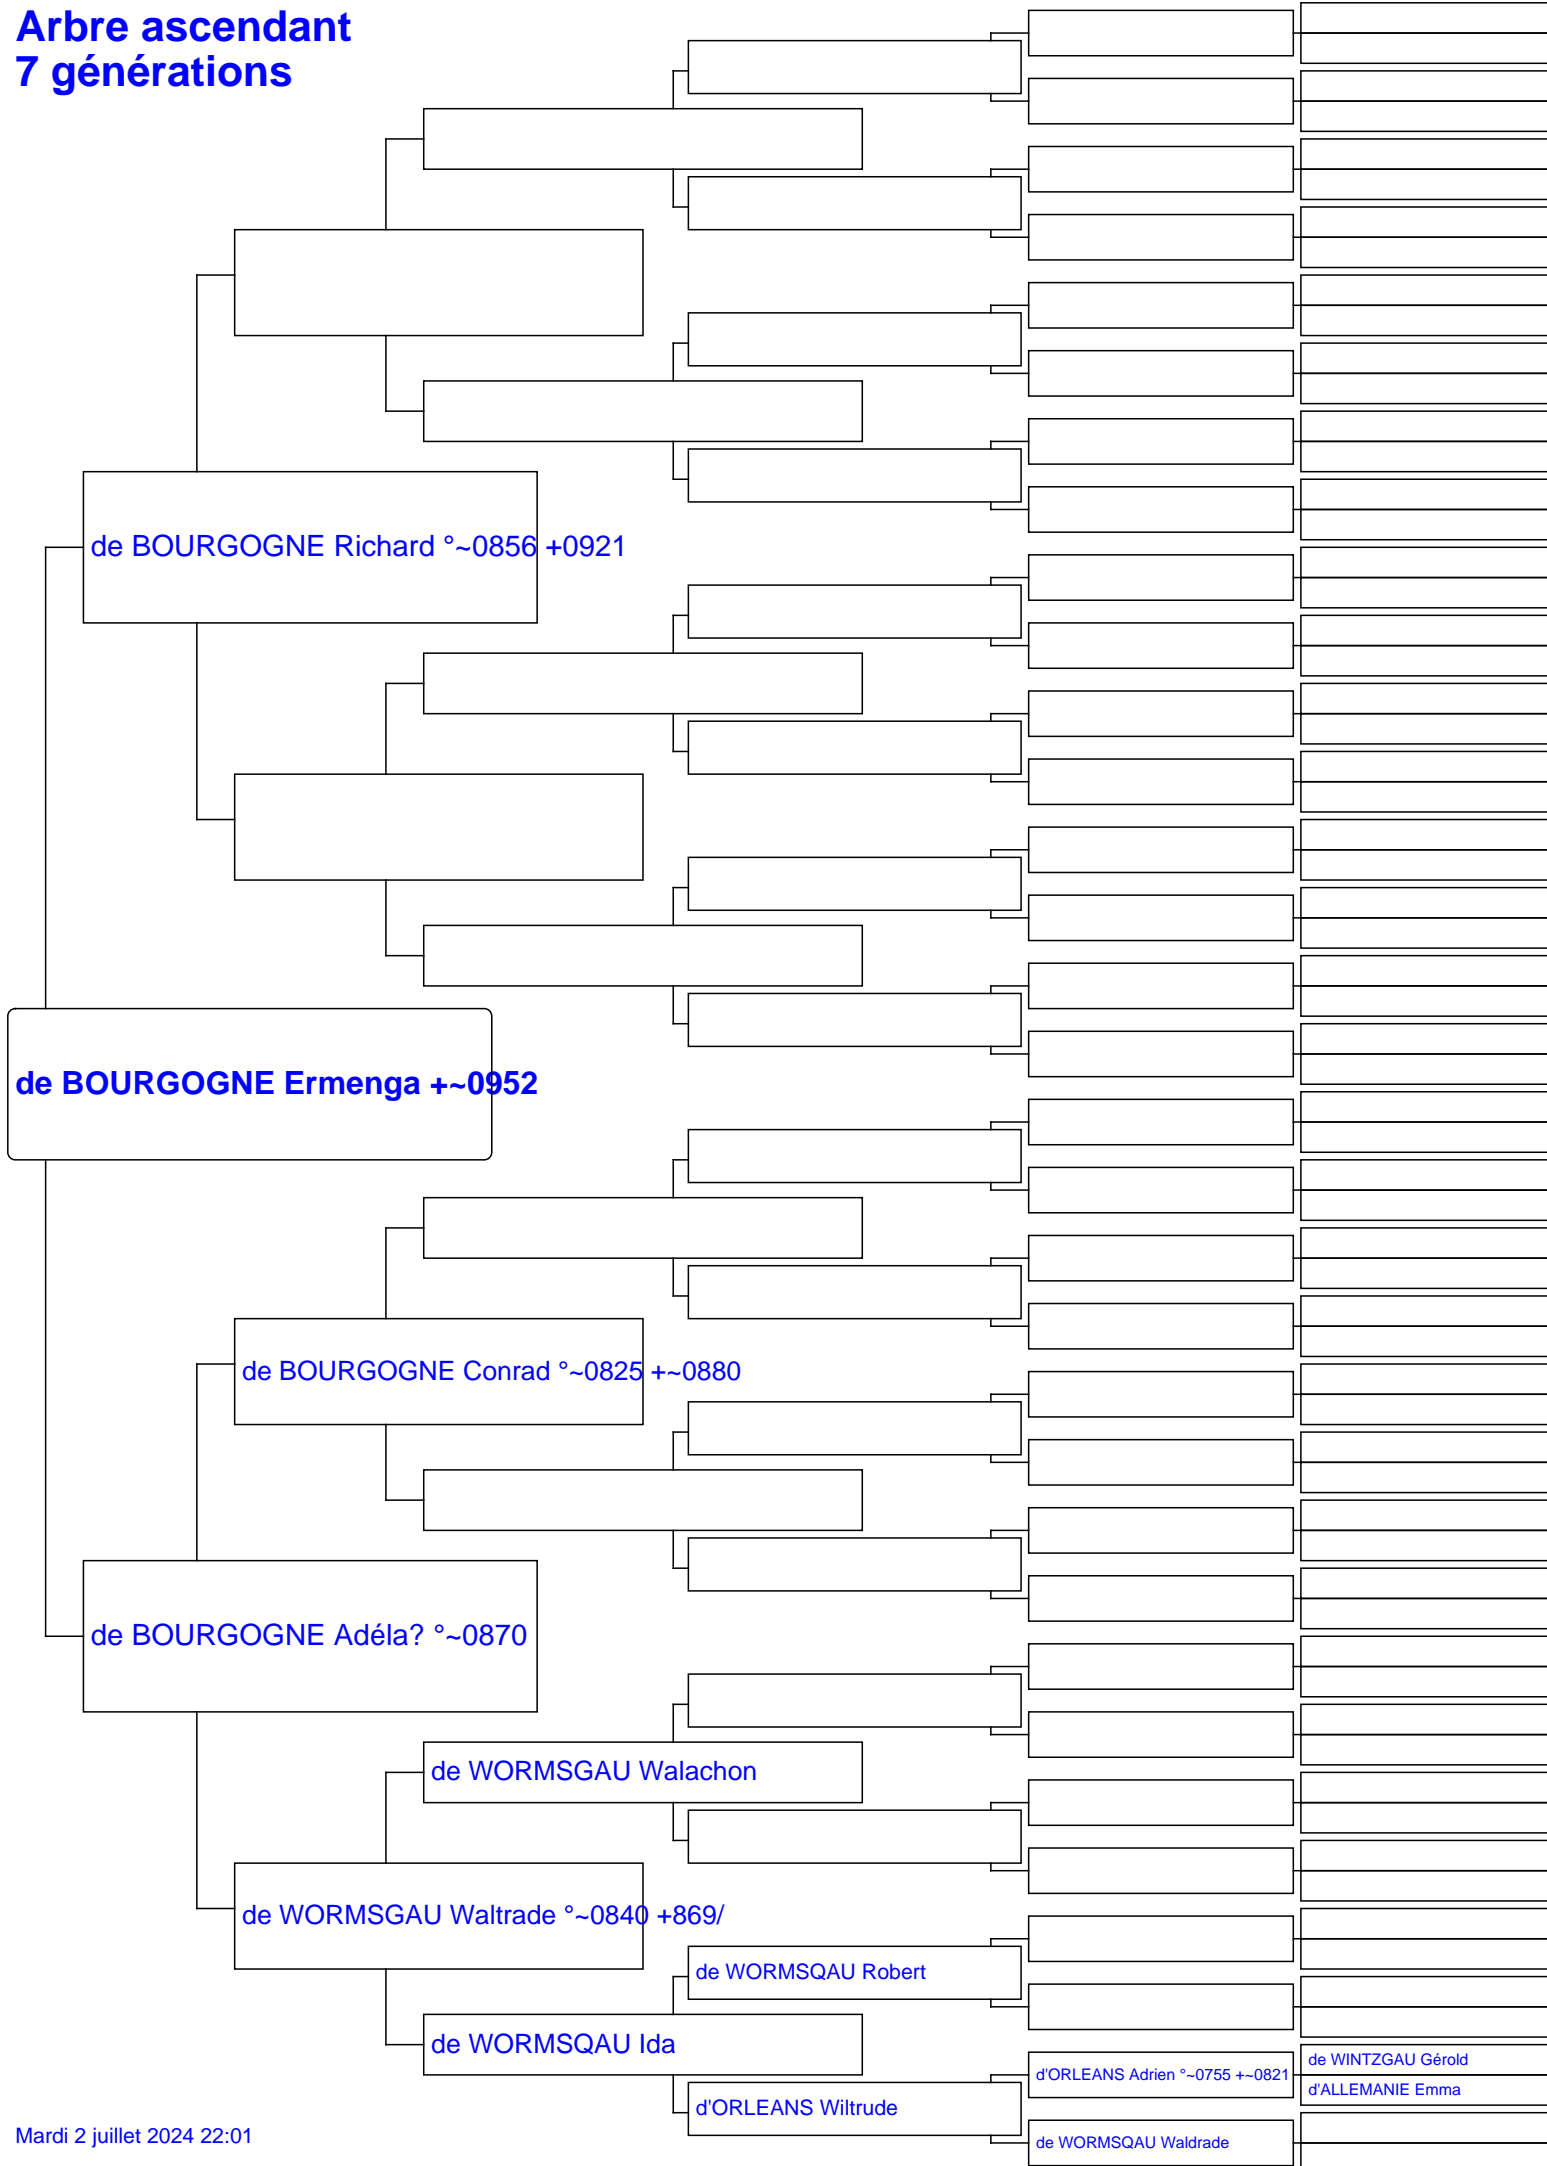 Arbre ascendant
7 générations
de BOURGOGNE Richard °~0856 +0921
de BOURGOGNE Ermenga +~0952
de BOURGOGNE Conrad °~0825 +~0880
de BOURGOGNE Adéla? °~0870
de WORMSGAU Walachon
de WORMSGAU Waltrade °~0840 +869/
de WORMSQAU Robert
de WORMSQAU Ida
de WINTZGAU Gérold
d'ORLEANS Adrien °~0755 +~0821
d'ALLEMANIE Emma
d'ORLEANS Wiltrude
de WORMSQAU Waldrade
Mardi 2 juillet 2024 22:01